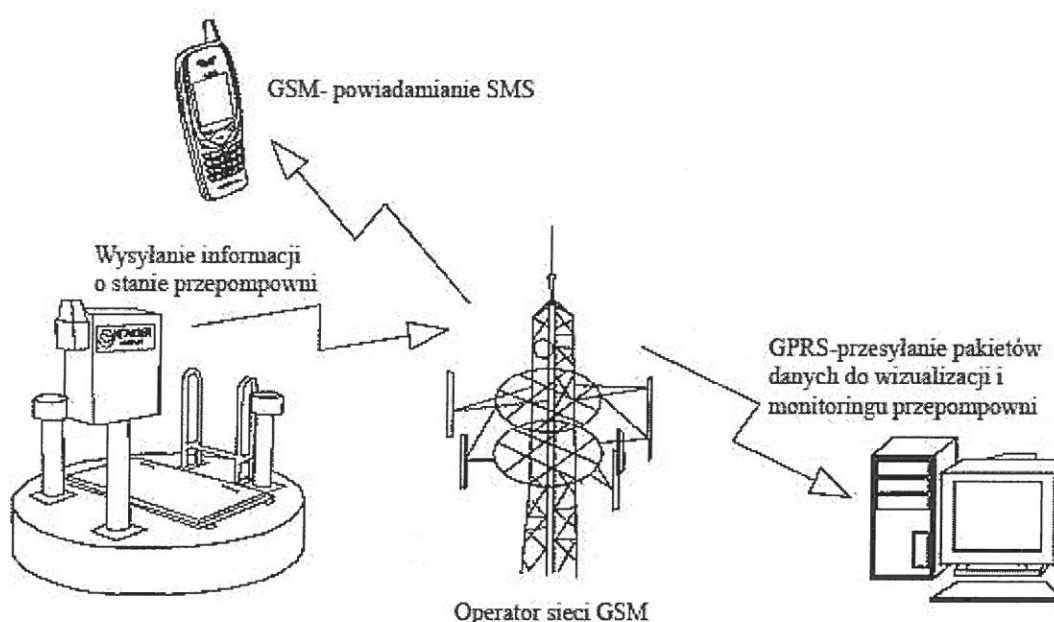 GSM- powiadamianie SMS
Wysyłanie informacji
o stanie przepompowni
GPRS-przesyłanie pakietów
danych do wizualizacji i
monitoringu przepompowni
Operator sieci GSM